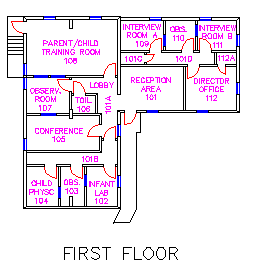 INTERVIEW
ROOM A
109
OBS.
110
INTERVIEW
ROOM B
111
PARENT/CHILD
TRAINING ROOM
108
101C
101D
112A
LOBBY
RECEPTION
AREA
101
DIRECTOR
OFFICE
112
OBSERV.
ROOM
107
TOIL.
106
101A
CONFERENCE
105
101B
CHILD
PHYSC
104
OBS.
103
INFANT
LAB
102
FIRST FLOOR